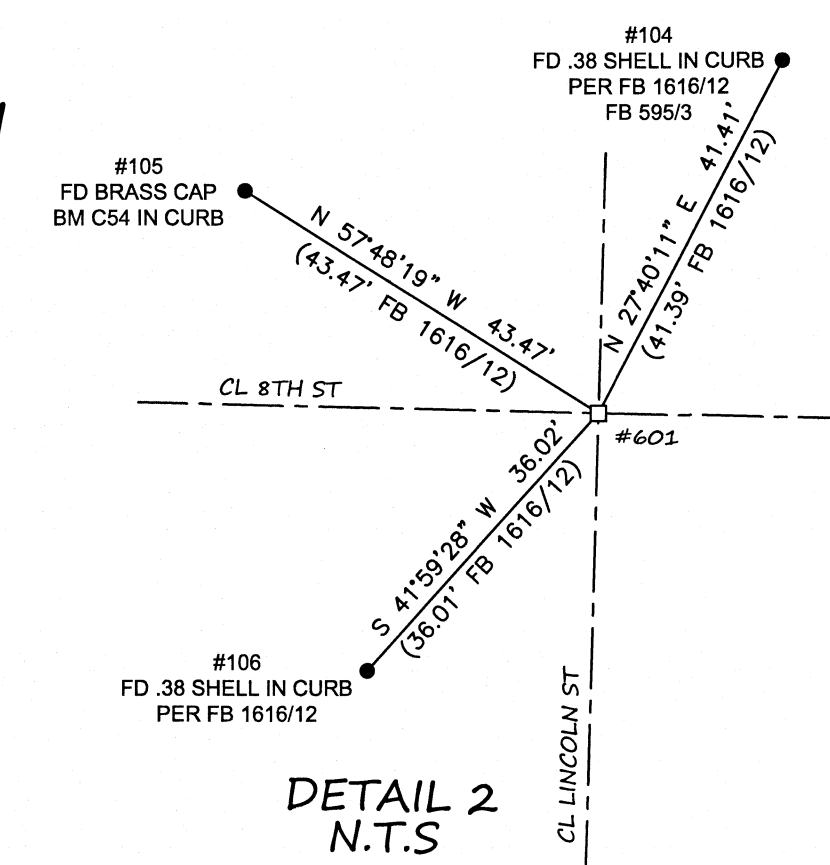 #104
FD .38 SHELL IN CURB
PER FB 1616/12
FB 595/3
#105
FD BRASS CAP
BM C54 IN CURB
N 27°40'11" E 41.41'
(41.39' FB 1616/12)
N 57°48'19" W 43.47'
(43.47' FB 1616/12)
CL 8TH ST
#601
S 41°59'28" W 36.02'
(36.01' FB 1616/12)
#106
FD .38 SHELL IN CURB
PER FB 1616/12
CL LINCOLN ST
DETAIL 2
N.T.S